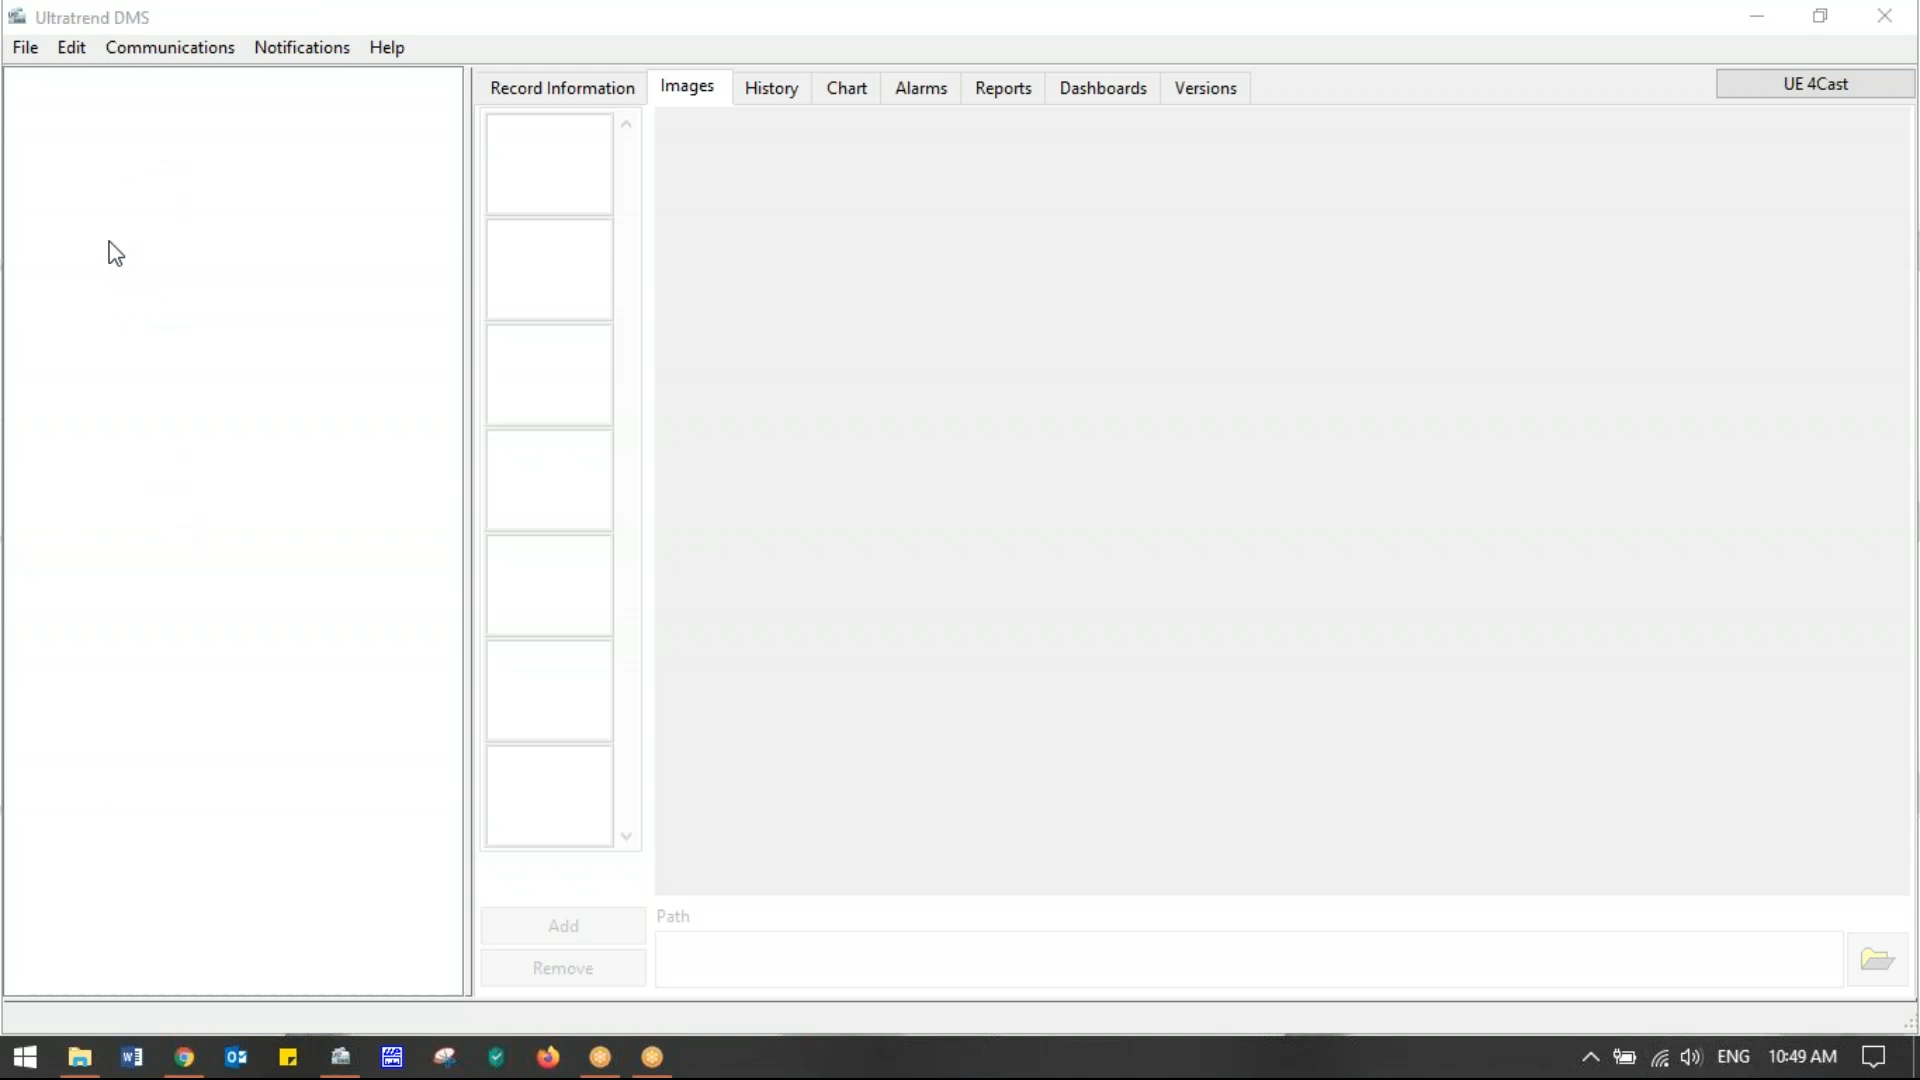 Ultratrend DMS
File Edit Communications Notifications Help
Record Information Images History Chart Alarms Reports Dashboards Versions UE 4Cast
Add
Path
Remove
ENG 10:49 AM